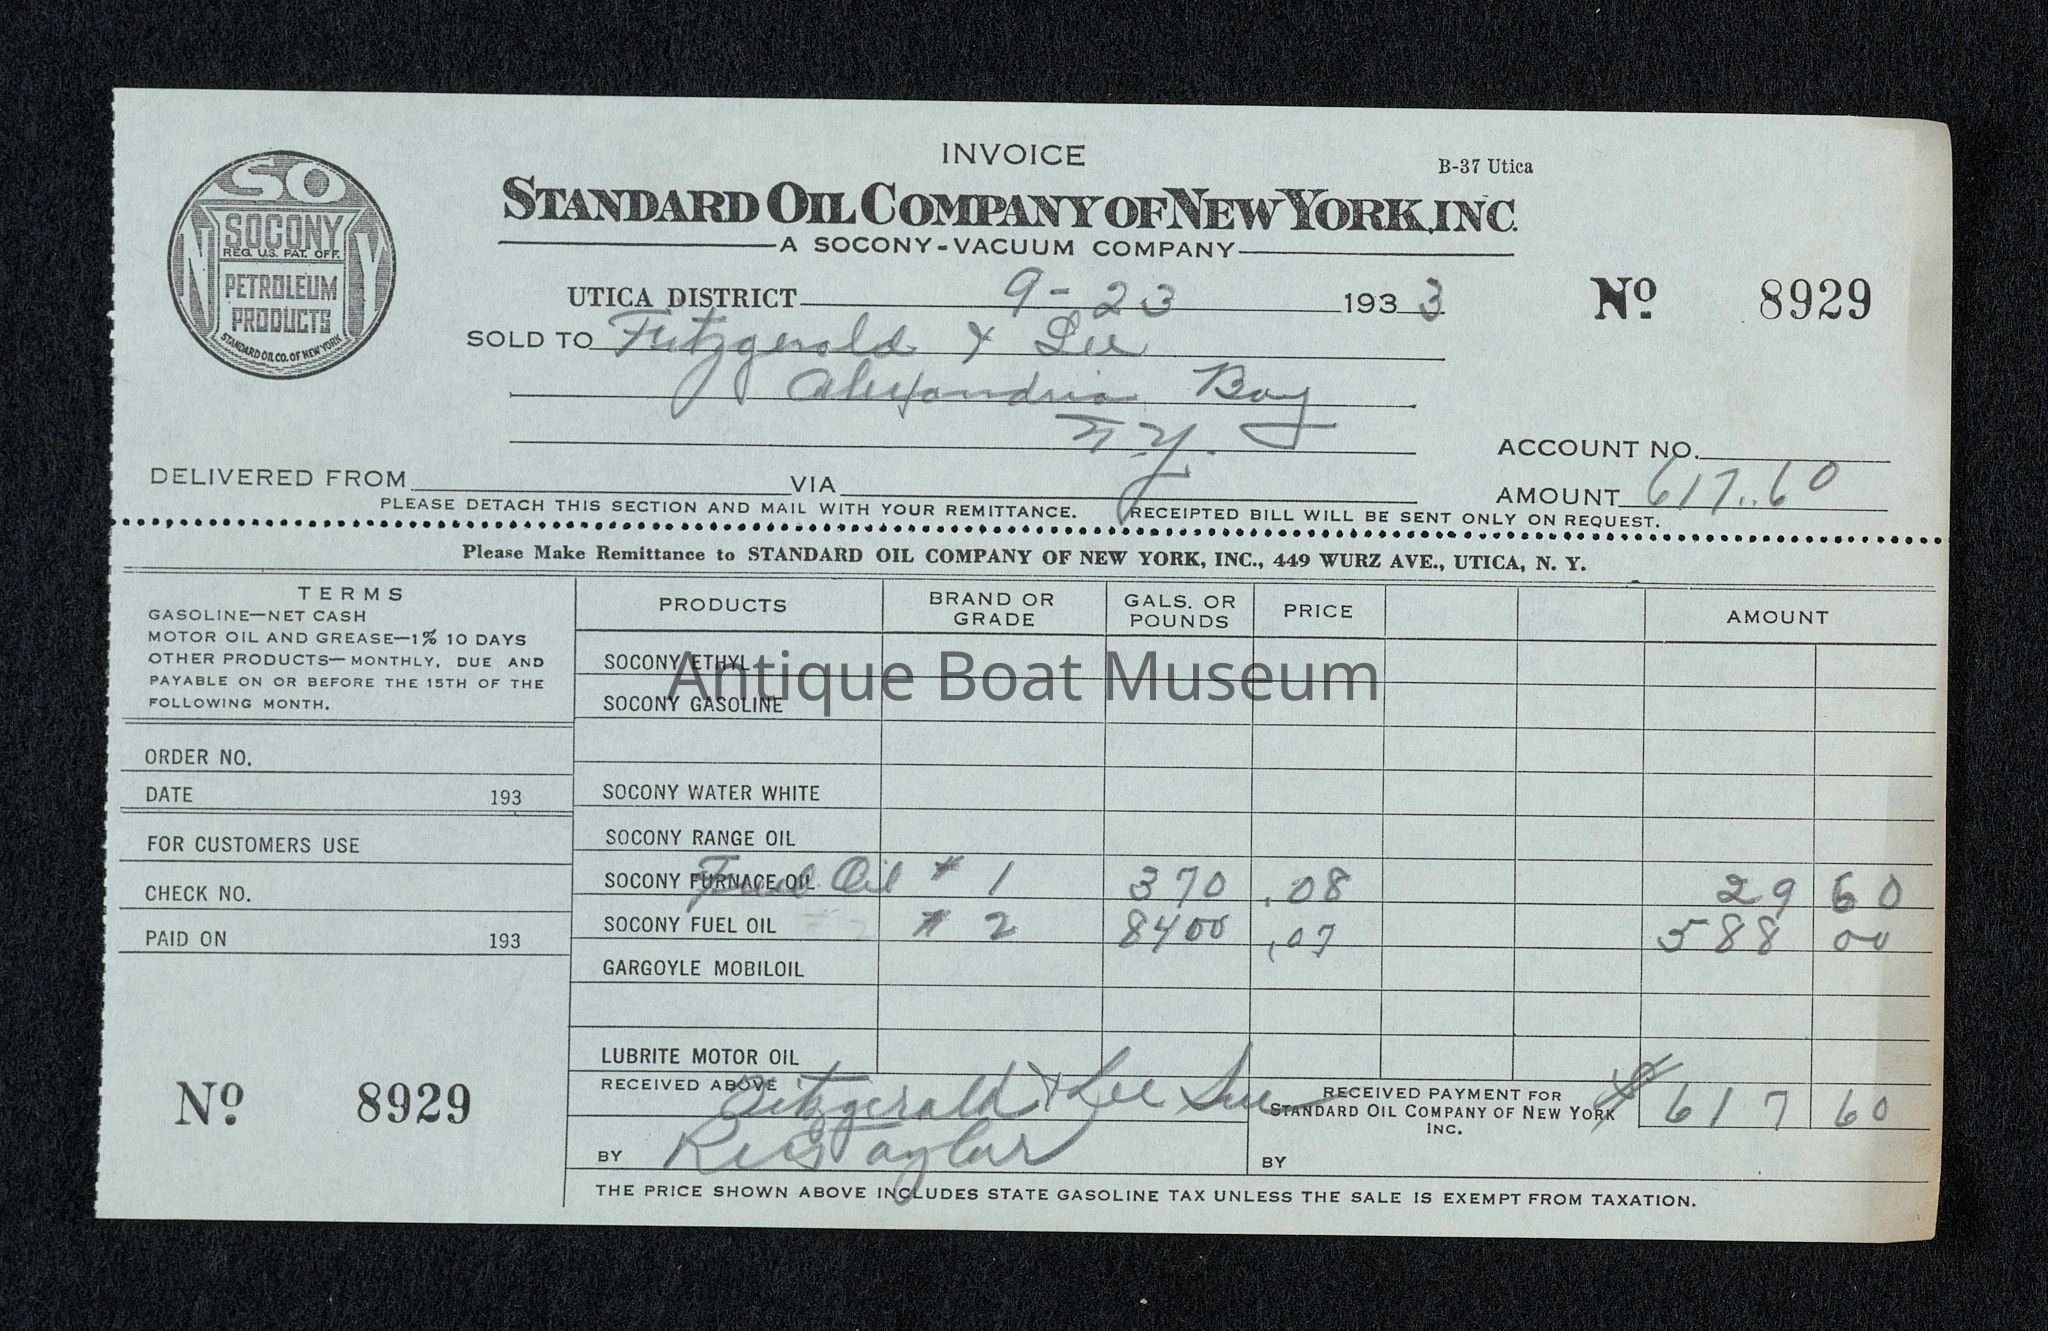 INVOICE
B-37 Utica
STANDARD OIL COMPANY OF NEW YORK, INC.
A SOCONY-VACUUM COMPANY
SO
NY
SOCONY
REG. U.S. PAT. OFF.
PETROLEUM
PRODUCTS
STANDARD OIL CO. OF NEW YORK
UTICA DISTRICT 9-23 1933
No. 8929
SOLD TO Fitzgerald & Lee
Alexandria Bay
N.Y.
ACCOUNT NO.
DELIVERED FROM VIA
AMOUNT 617.60
PLEASE DETACH THIS SECTION AND MAIL WITH YOUR REMITTANCE. RECEIPTED BILL WILL BE SENT ONLY ON REQUEST.
Please Make Remittance to STANDARD OIL COMPANY OF NEW YORK, INC., 449 WURZ AVE., UTICA, N. Y.
TERMS
GASOLINE—NET CASH
MOTOR OIL AND GREASE—1% 10 DAYS
OTHER PRODUCTS—MONTHLY, DUE AND
PAYABLE ON OR BEFORE THE 15TH OF THE
FOLLOWING MONTH.
ORDER NO.
DATE 193
FOR CUSTOMERS USE
CHECK NO.
PAID ON 193
No. 8929
PRODUCTS BRAND OR GRADE GALS. OR POUNDS PRICE AMOUNT
SOCONY ETHYL
Antique Boat Museum
SOCONY GASOLINE
SOCONY WATER WHITE
SOCONY RANGE OIL
SOCONY FURNACE OIL Fuel Oil # 1 370 .08 29 60
SOCONY FUEL OIL # 2 8400 .07 588 00
GARGOYLE MOBILOIL
LUBRITE MOTOR OIL
RECEIVED ABOVE Fitzgerald & Lee
RECEIVED PAYMENT FOR
STANDARD OIL COMPANY OF NEW YORK
INC.
$ 617 60
BY Taylor
BY
THE PRICE SHOWN ABOVE INCLUDES STATE GASOLINE TAX UNLESS THE SALE IS EXEMPT FROM TAXATION.